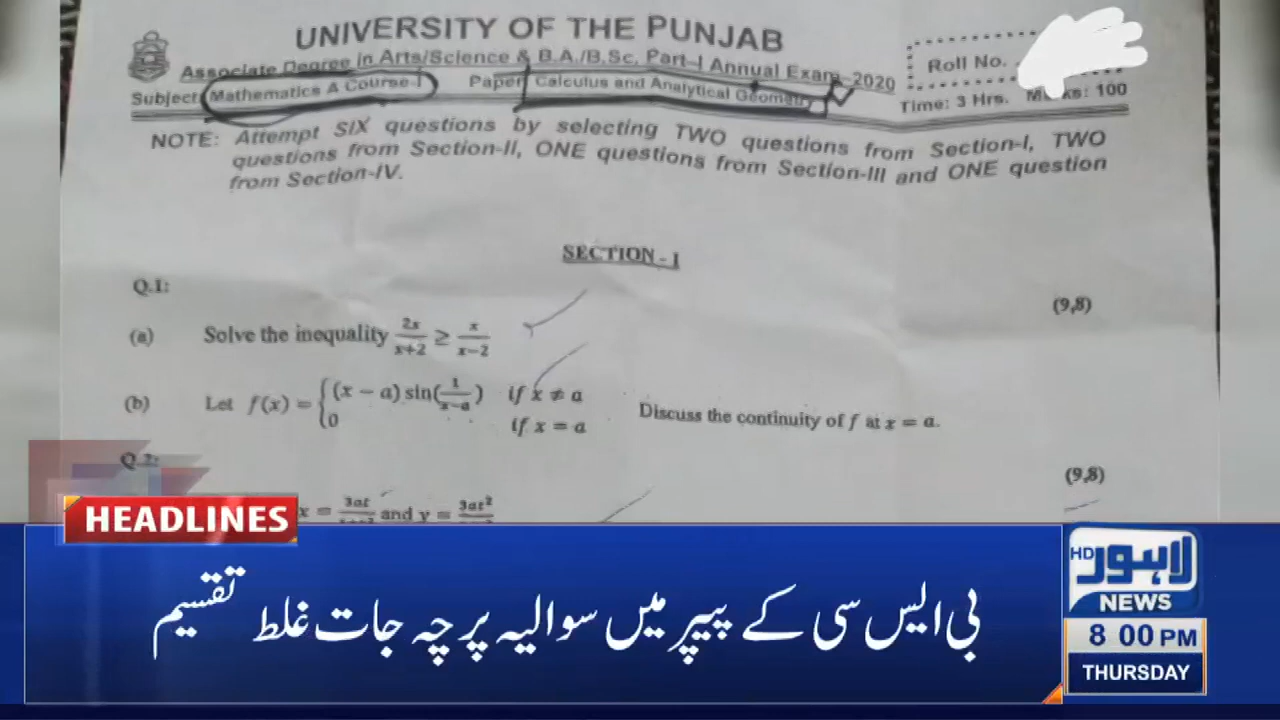 UNIVERSITY OF THE PUNJAB
Associate Degree in Arts/Science & B.A./B.Sc. Part-I Annual Exam-2020
Roll No.
Subject: Mathematics A Course-I Paper: Calculus and Analytical Geometry
Time: 3 Hrs. Marks: 100
NOTE: Attempt SIX questions by selecting TWO questions from Section-I, TWO
questions from Section-II, ONE questions from Section-III and ONE question
from Section-IV.
SECTION - I
Q.1: (9,8)
(a) Solve the inequality 2x/x+2 ≥ x/x−2
(b) Let f(x) = {(x − a) sin(1/x−a) if x ≠ a
0 if x = a Discuss the continuity of f at x = a.
Q.2: (9,8)
x = 3at and y = 3at²
HEADLINES
بی ایس سی کے پیپر میں سوالیہ پرچہ جات غلط تقسیم
HD لاہور
NEWS
8 00 PM
THURSDAY